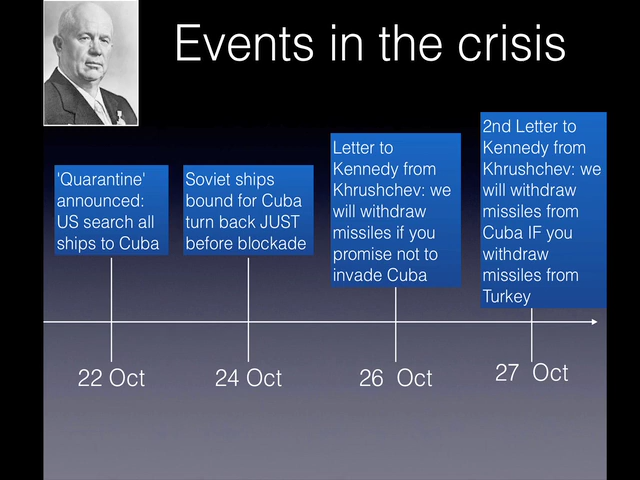 Events in the crisis
'Quarantine'
announced:
US search all
ships to Cuba
Soviet ships
bound for Cuba
turn back JUST
before blockade
Letter to
Kennedy from
Khrushchev: we
will withdraw
missiles if you
promise not to
invade Cuba
2nd Letter to
Kennedy from
Khrushchev: we
will withdraw
missiles from
Cuba IF you
withdraw
missiles from
Turkey
22 Oct
24 Oct
26 Oct
27 Oct